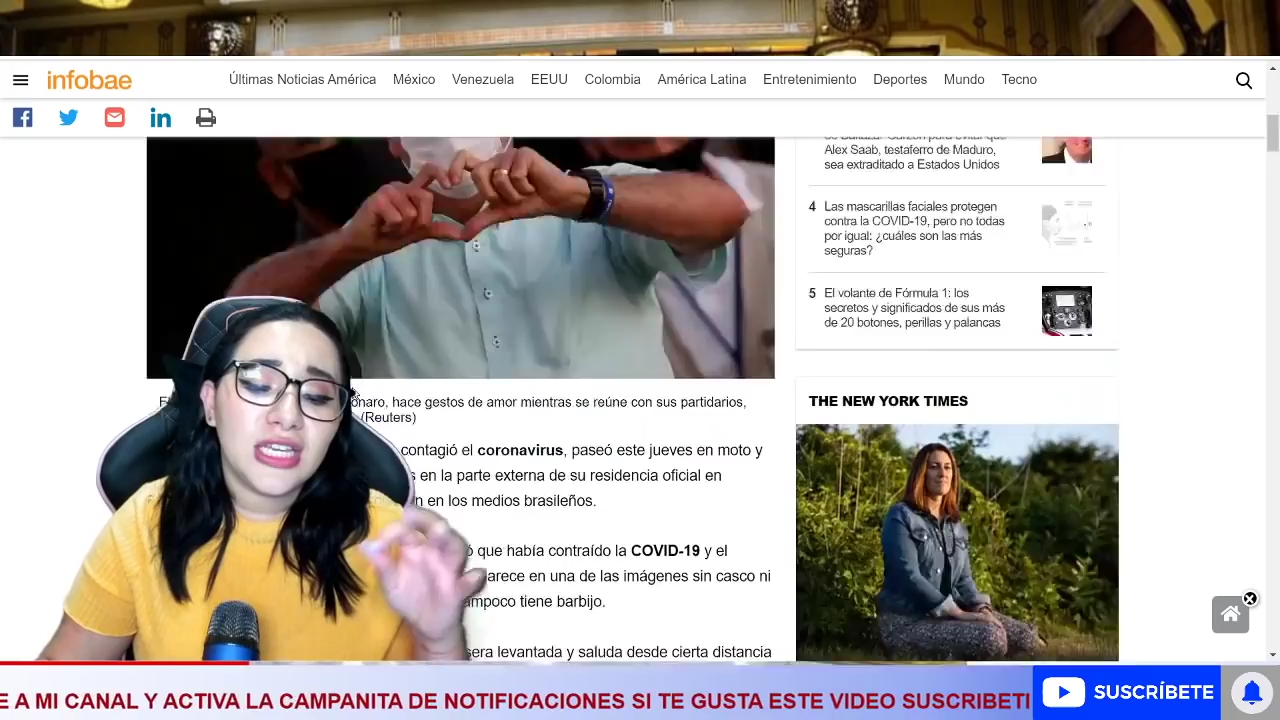 infobae
Últimas Noticias América México Venezuela EEUU Colombia América Latina Entretenimiento Deportes Mundo Tecno
Alex Saab, testaferro de Maduro,
sea extraditado a Estados Unidos
4 Las mascarillas faciales protegen
contra la COVID-19, pero no todas
por igual: ¿cuáles son las más
seguras?
5 El volante de Fórmula 1: los
secretos y significados de sus más
de 20 botones, perillas y palancas
THE NEW YORK TIMES
naro, hace gestos de amor mientras se reúne con sus partidarios,
(Reuters)
contagió el coronavirus, paseó este jueves en moto y
s en la parte externa de su residencia oficial en
n en los medios brasileños.
ó que había contraído la COVID-19 y el
arece en una de las imágenes sin casco ni
ampoco tiene barbijo.
sera levantada y saluda desde cierta distancia
E A MI CANAL Y ACTIVA LA CAMPANITA DE NOTIFICACIONES SI TE GUSTA ESTE VIDEO SUSCRIBETI
SUSCRÍBETE